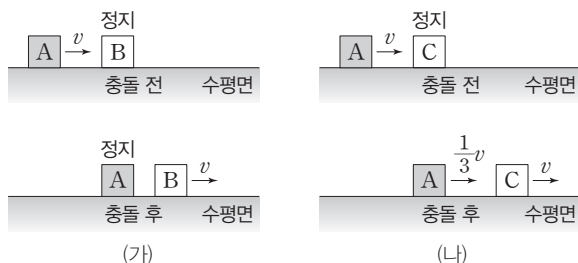 정지
A v B
충돌 전 수평면
정지
A B v
충돌 후 수평면
(가)
정지
A v C
충돌 전 수평면
A 1/3 v C v
충돌 후 수평면
(나)